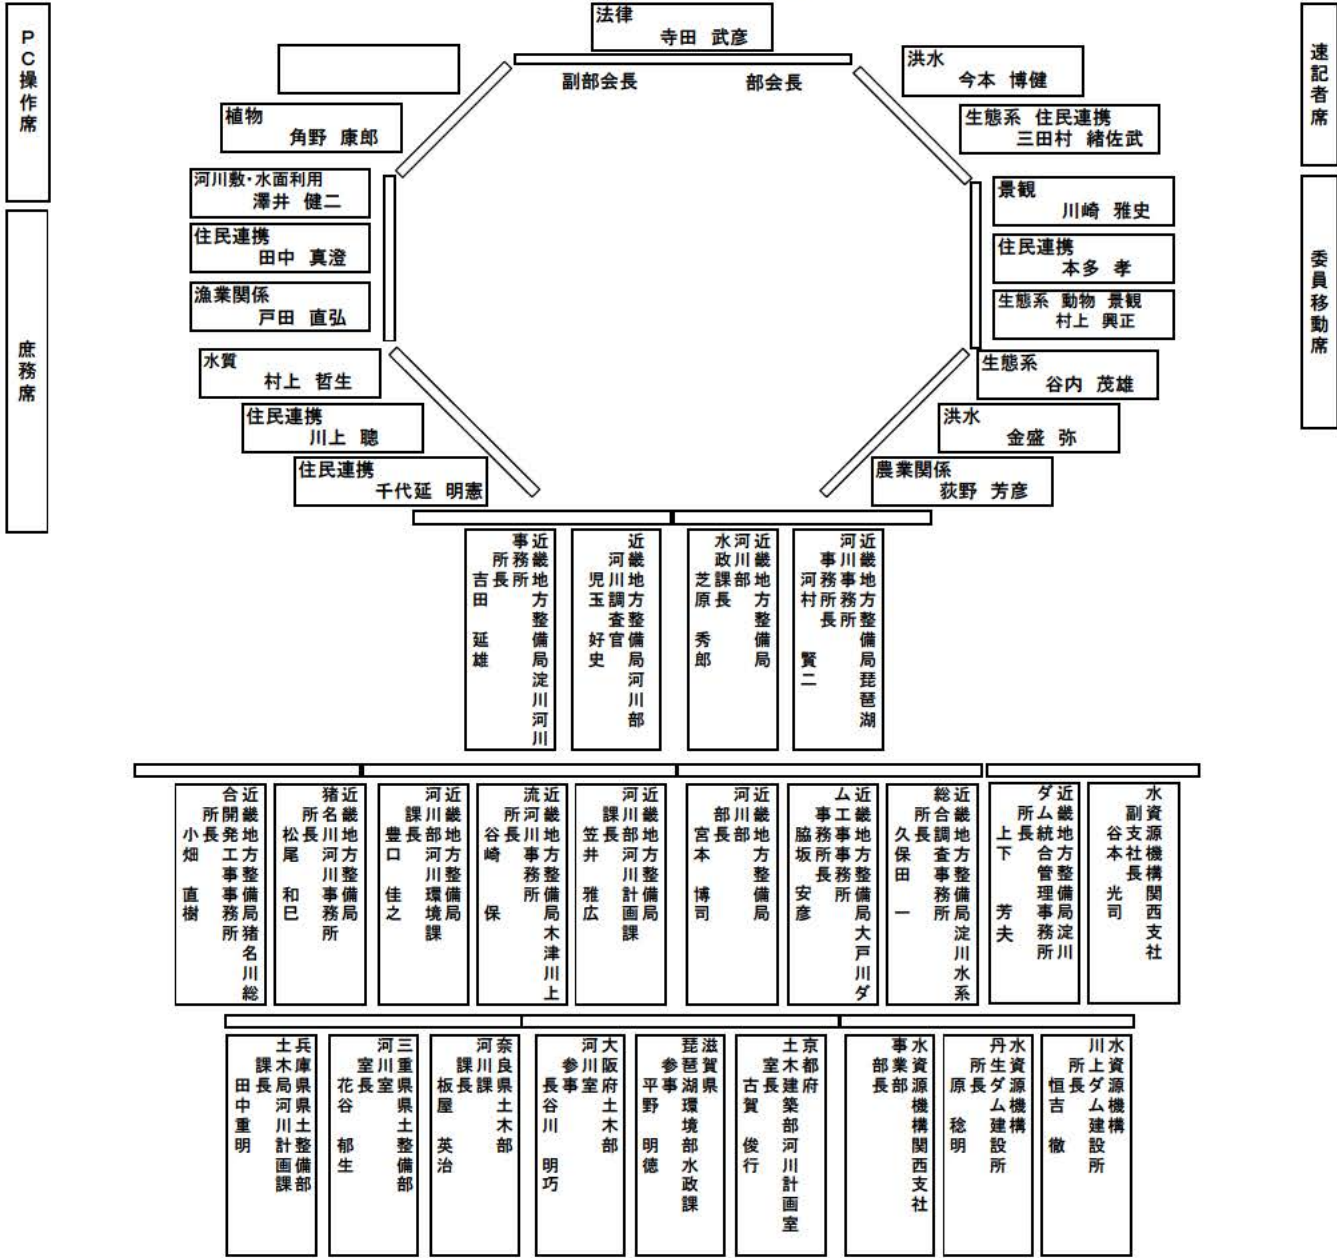 法律
寺田 武彦
副部会長
部会長
PC操作席
庶務席
速記者席
委員移動席
植物
角野 康郎
河川敷・水面利用
澤井 健二
住民連携
田中 真澄
漁業関係
戸田 直弘
水質
村上 哲生
住民連携
川上 聰
住民連携
千代延 明憲
洪水
今本 博健
生態系 住民連携
三田村 緒佐武
景観
川崎 雅史
住民連携
本多 孝
生態系 動物 景観
村上 興正
生態系
谷内 茂雄
洪水
金盛 弥
農業関係
荻野 芳彦
近畿地方整備局淀川河川
事務所
所長
吉田 延雄
近畿地方整備局河川部
河川調査官
児玉 好史
近畿地方整備局
河川部
水政課長
芝原 秀郎
近畿地方整備局琵琶湖
河川事務所
事務所長
河村 賢二
近畿地方整備局猪名川総
合開発工事事務所
所長
小畑 直樹
近畿地方整備局
猪名川河川事務所
所長
松尾 和巳
近畿地方整備局
河川部河川環境課
課長
豊口 佳之
近畿地方整備局木津川上
流河川事務所
所長
谷崎 保
近畿地方整備局
河川部河川計画課
課長
笠井 雅広
近畿地方整備局
河川部
部長
宮本 博司
近畿地方整備局大戸川ダ
ム工事事務所
事務所長
脇坂 安彦
近畿地方整備局淀川水系
総合調査事務所
所長
久保田 一
近畿地方整備局淀川
ダム統合管理事務所
所長
上下 芳夫
水資源機構関西支社
副支社長
谷本 光司
兵庫県県土整備部
土木局河川計画課
課長
田中重明
三重県県土整備部
河川室
室長
花谷 郁生
奈良県土木部
河川課
課長
板屋 英治
大阪府土木部
河川室
参事
長谷川 明巧
滋賀県
琵琶湖環境部水政課
参事
平野 明德
京都府
土木建築部河川計画室
室長
古賀 俊行
水資源機構関西支社
事業部
部長
水資源機構
丹生ダム建設所
所長
原 稔明
水資源機構
川上ダム建設所
所長
恒吉 徹